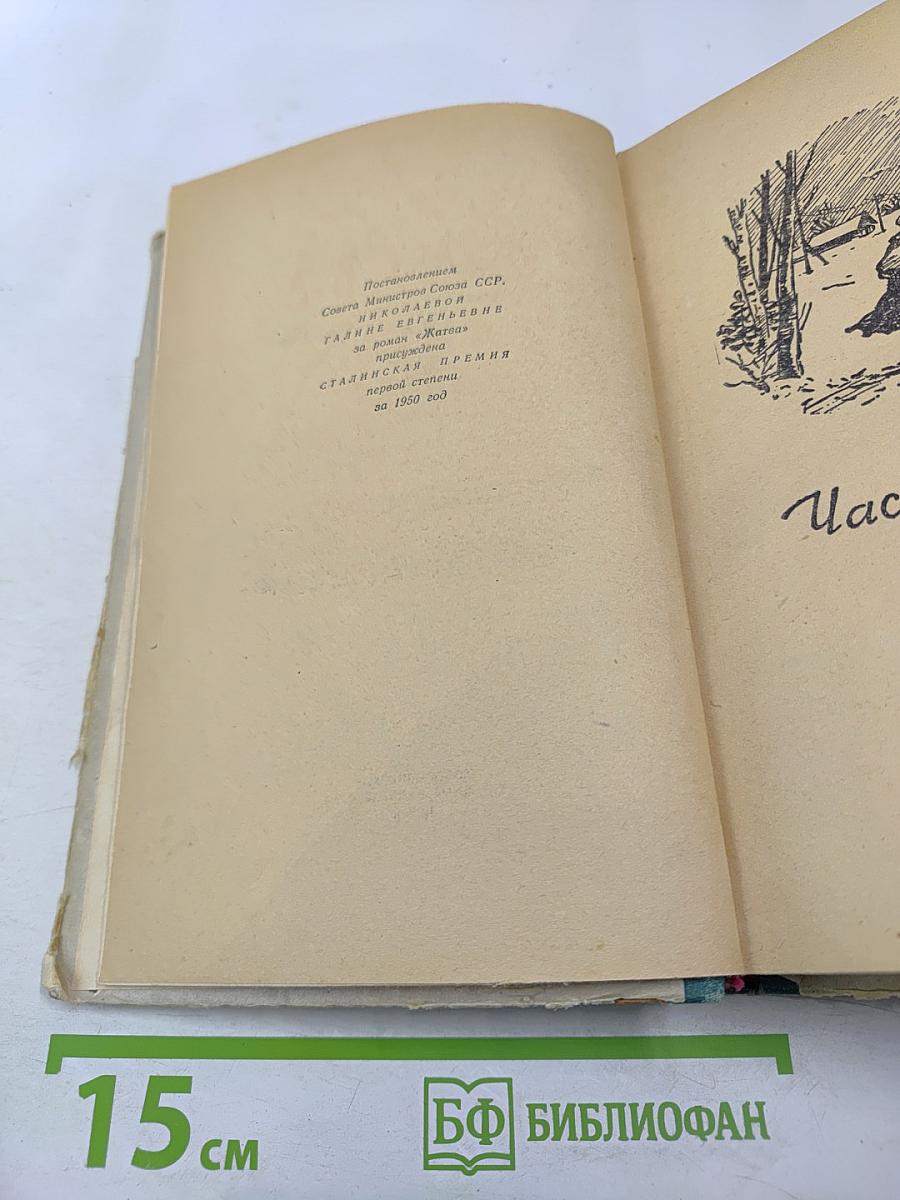 Постановлением
Совета Министров Союза ССР,
НИКОЛАЕВОЙ
ГАЛИНЕ ЕВГЕНЬЕВНЕ
за роман «Жатва»
присуждена
СТАЛИНСКАЯ ПРЕМИЯ
первой степени
за 1950 год
Час
15 см
БФ БИБЛИОФАН